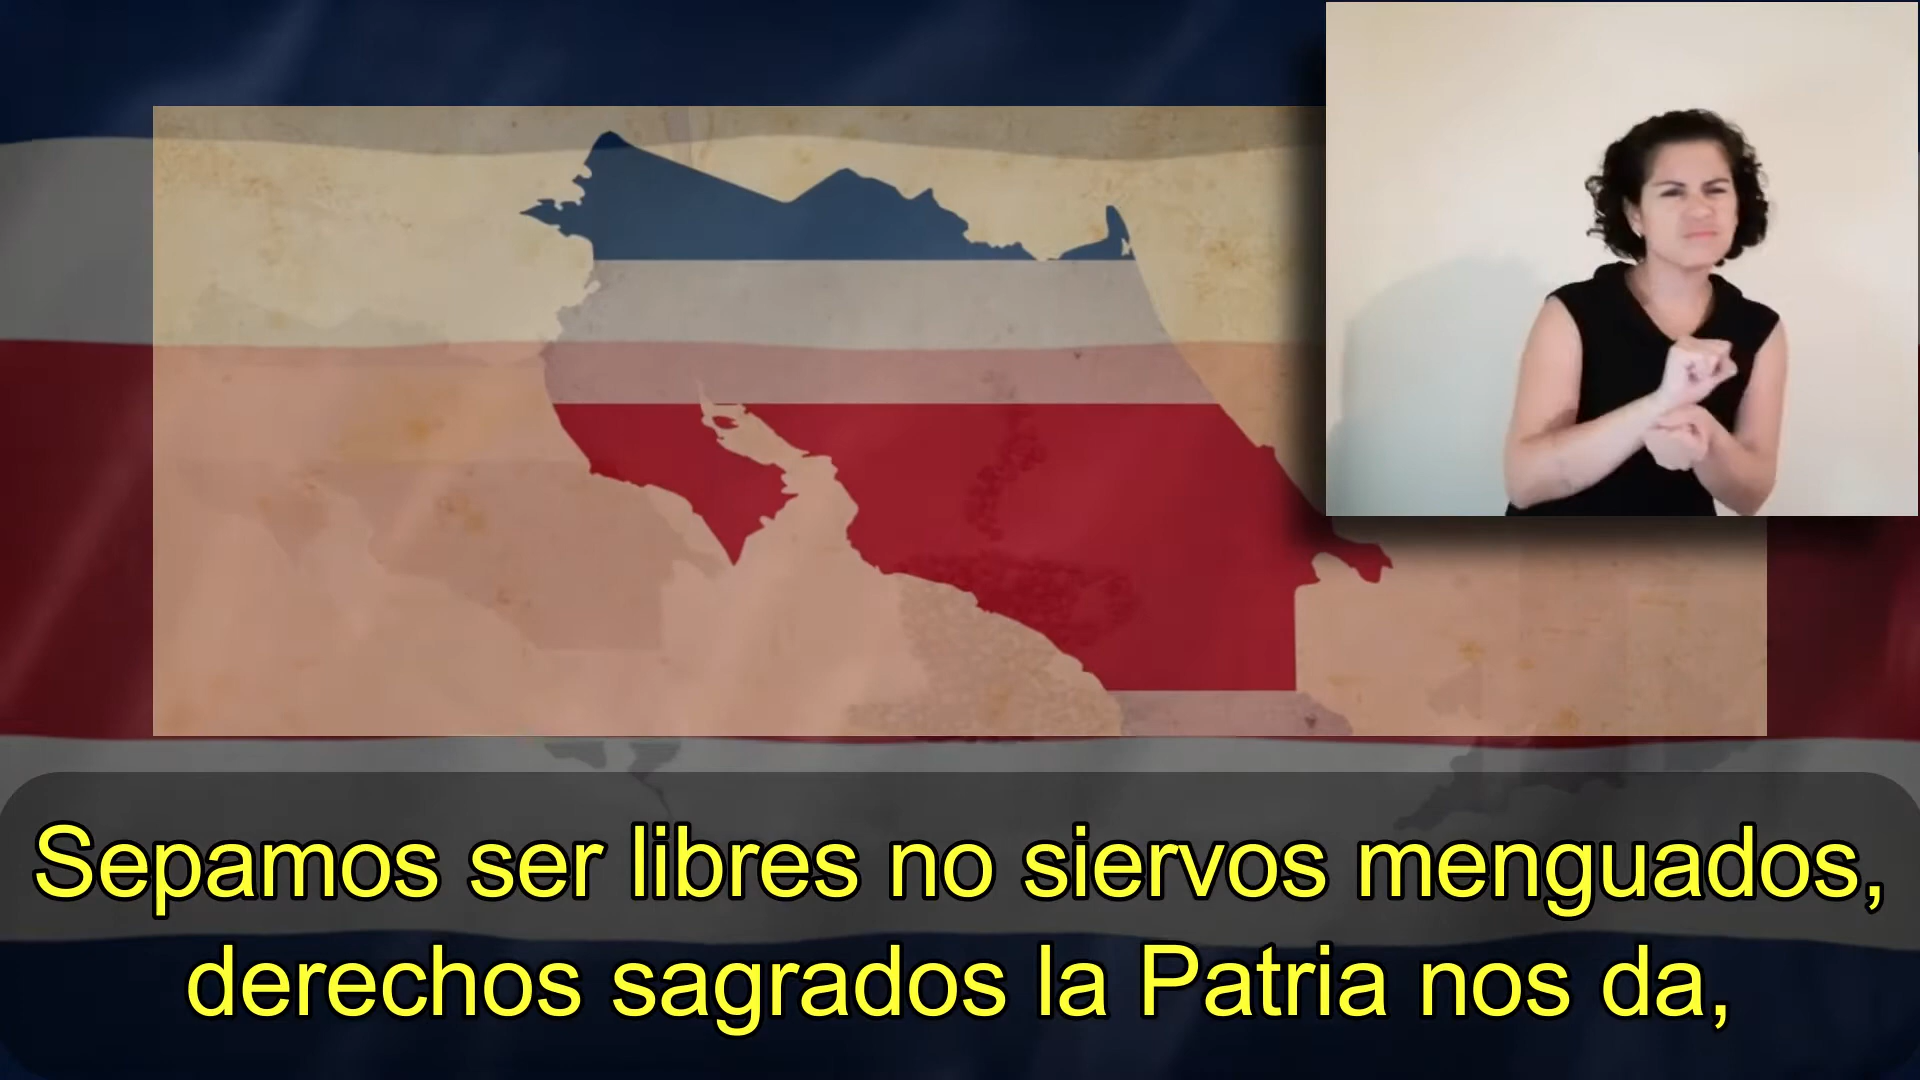 Sepamos ser libres no siervos menguados,
derechos sagrados la Patria nos da,